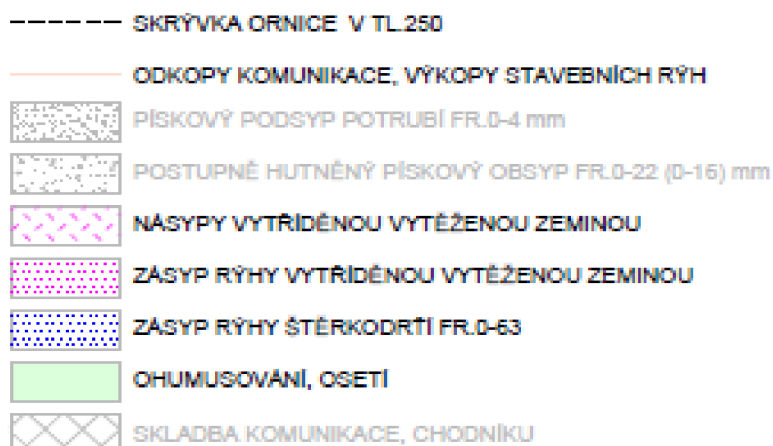 SKRÝVKA ORNICE V TL.250
ODKOPY KOMUNIKACE, VÝKOPY STAVEBNÍCH RÝH
PÍSKOVÝ PODSYP POTRUBÍ FR.0-4 mm
POSTUPNĚ HUTNĚNÝ PÍSKOVÝ OBSYP FR.0-22 (0-16) mm
NÁSYPY VYTŘÍDĚNOU VYTĚŽENOU ZEMINOU
ZÁSYP RÝHY VYTŘÍDĚNOU VYTĚŽENOU ZEMINOU
ZÁSYP RÝHY ŠTĚRKODRŤÍ FR.0-63
OHUMUSOVÁNÍ, OSETÍ
SKLADBA KOMUNIKACE, CHODNÍKU